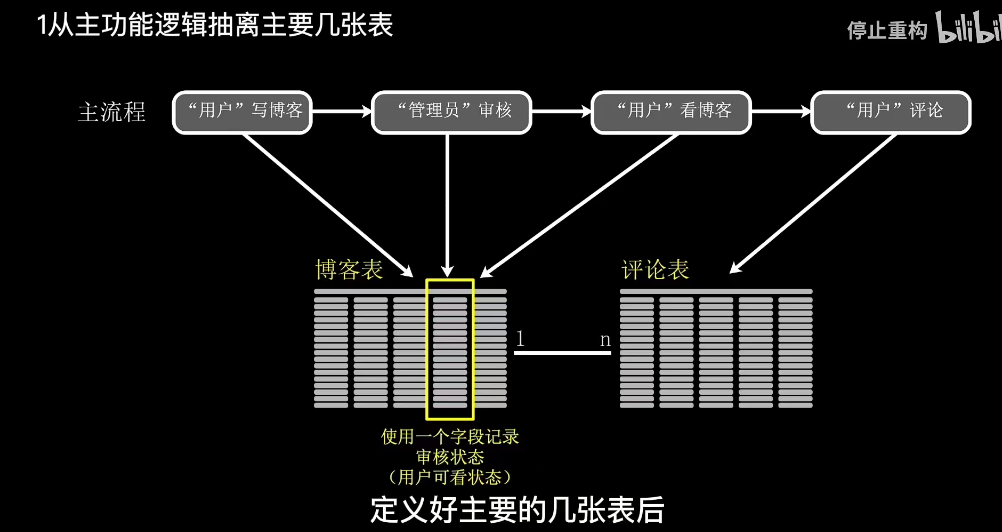 1从主功能逻辑抽离主要几张表
停止重构 bilibili
主流程
“用户”写博客
“管理员”审核
“用户”看博客
“用户”评论
博客表
评论表
1
n
使用一个字段记录
审核状态
（用户可看状态）
定义好主要的几张表后